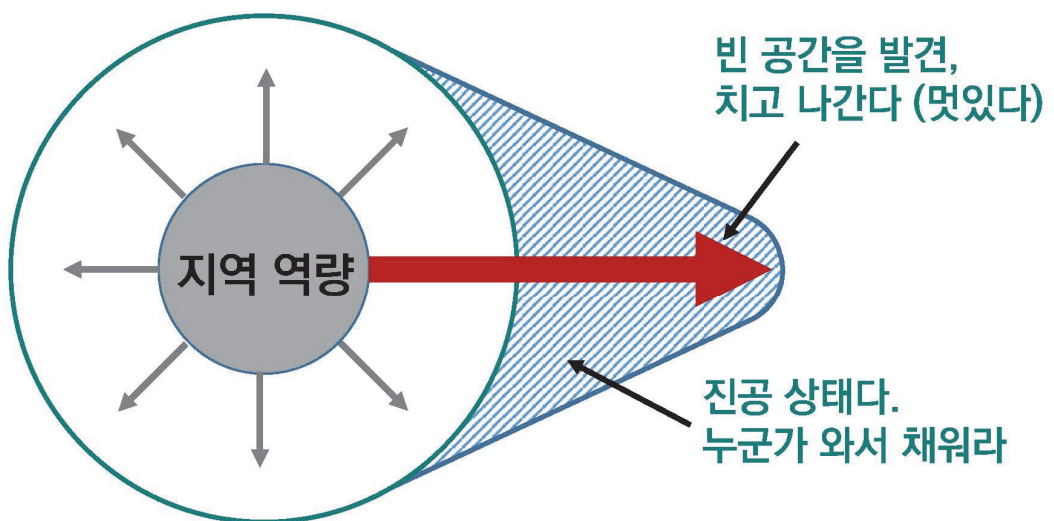 빈 공간을 발견,
치고 나간다 (멋있다)
지역 역량
진공 상태다.
누군가 와서 채워라